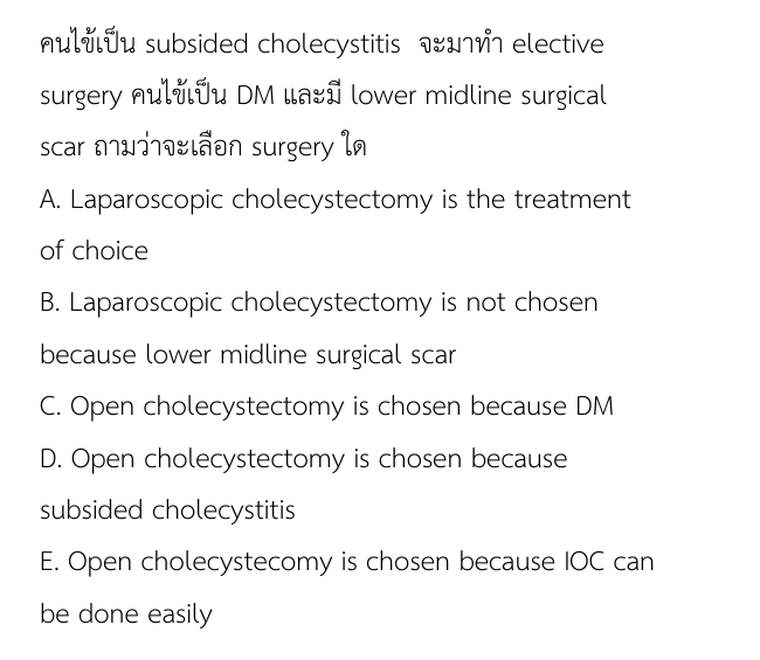 คนไข้เป็น subsided cholecystitis จะมาทำ elective
surgery คนไข้เป็น DM และมี lower midline surgical
scar ถามว่าจะเลือก surgery ใด
A. Laparoscopic cholecystectomy is the treatment
of choice
B. Laparoscopic cholecystectomy is not chosen
because lower midline surgical scar
C. Open cholecystectomy is chosen because DM
D. Open cholecystectomy is chosen because
subsided cholecystitis
E. Open cholecystecomy is chosen because IOC can
be done easily